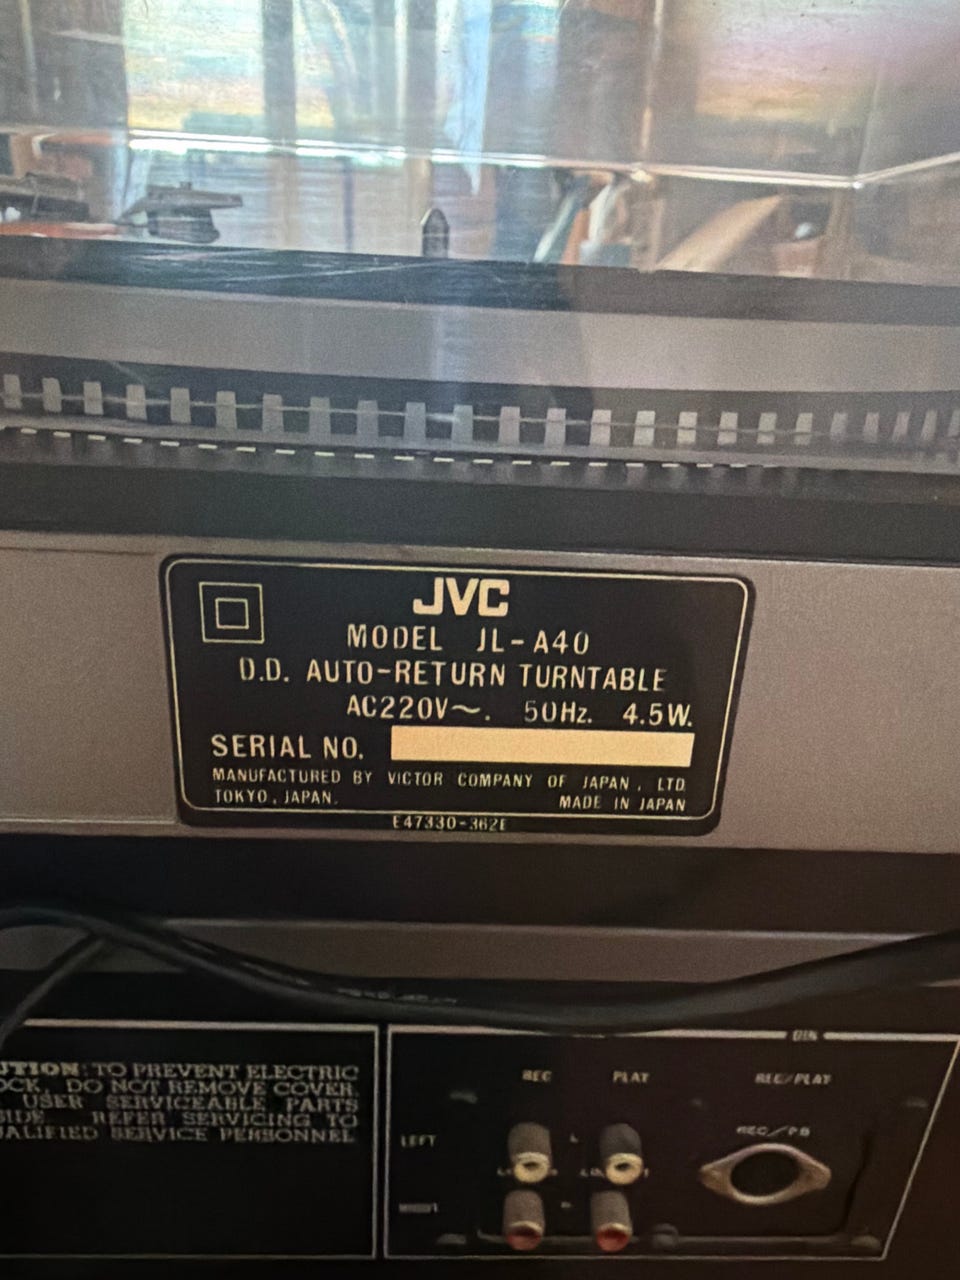 JVC
MODEL JL-A40
D.D. AUTO-RETURN TURNTABLE
AC220V~. 50Hz. 4.5W.
SERIAL NO.
MANUFACTURED BY VICTOR COMPANY OF JAPAN, LTD
TOKYO, JAPAN. MADE IN JAPAN
E47330-362E
UTION: TO PREVENT ELECTRIC
OCK, DO NOT REMOVE COVER
USER SERVICEABLE PARTS
SIDE REFER SERVICING TO
UALIFIED SERVICE PERSONNEL
DIN
REC PLAY REC/PLAY
REC/PB
LEFT L
RIGHT R